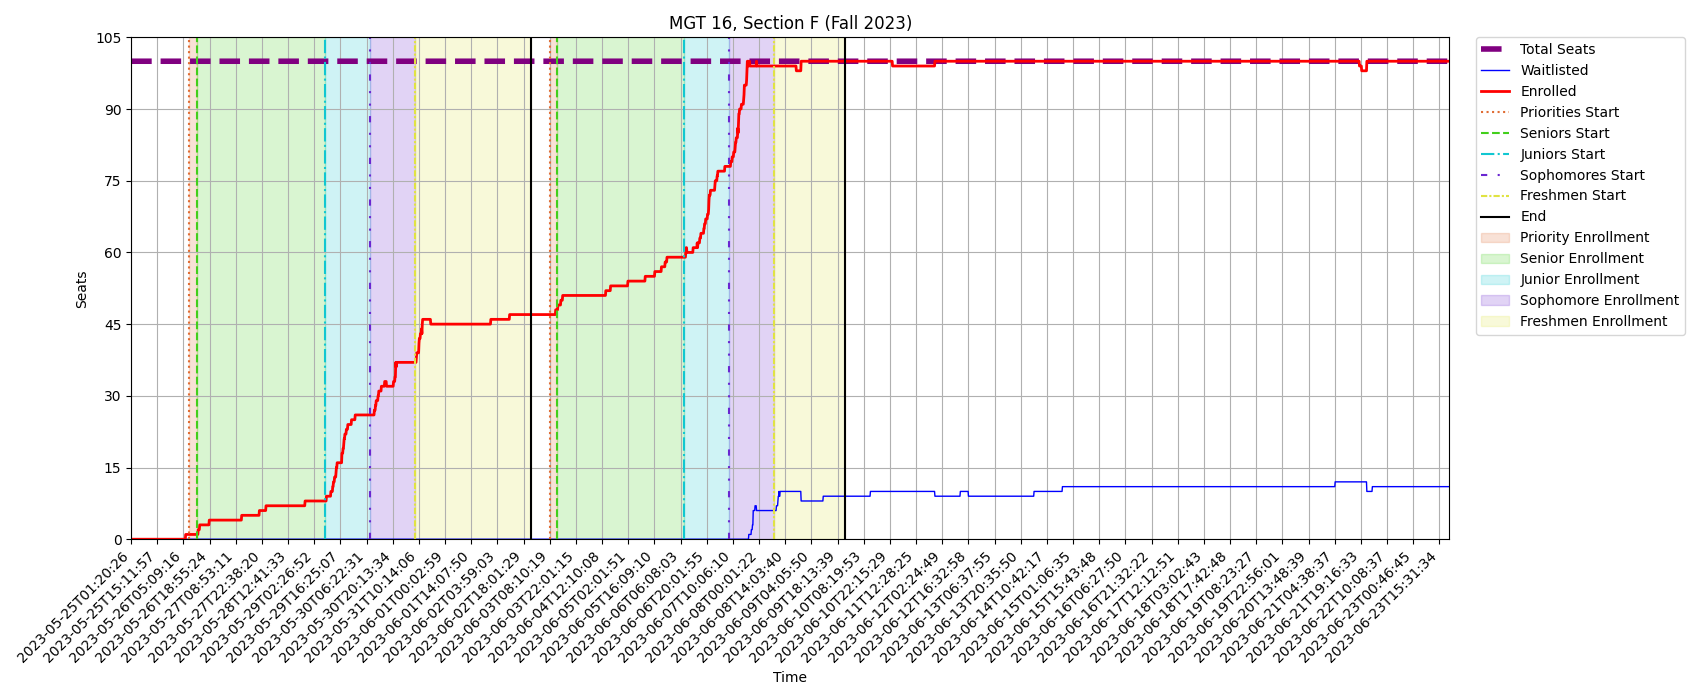 MGT 16, Section F (Fall 2023)
105
90
75
60
45
30
15
0
Seats
2023-05-25T01:20:26
2023-05-25T15:11:57
2023-05-26T05:09:16
2023-05-26T18:55:24
2023-05-27T08:53:11
2023-05-27T22:38:20
2023-05-28T12:41:33
2023-05-29T02:26:52
2023-05-29T16:25:07
2023-05-30T06:22:31
2023-05-30T20:13:34
2023-05-31T10:14:06
2023-06-01T00:02:59
2023-06-01T14:07:50
2023-06-02T03:59:03
2023-06-02T18:01:29
2023-06-03T08:10:19
2023-06-03T22:01:15
2023-06-04T12:10:08
2023-06-05T02:01:51
2023-06-05T16:09:16
2023-06-06T06:08:03
2023-06-06T20:01:55
2023-06-07T10:06:10
2023-06-08T00:01:22
2023-06-08T14:03:40
2023-06-09T04:05:50
2023-06-09T18:13:39
2023-06-10T08:19:53
2023-06-10T22:15:29
2023-06-11T12:28:25
2023-06-12T02:24:49
2023-06-12T16:32:58
2023-06-13T06:37:55
2023-06-13T20:35:50
2023-06-14T10:42:17
2023-06-15T01:06:35
2023-06-15T15:43:48
2023-06-16T06:27:50
2023-06-16T21:32:22
2023-06-17T12:12:51
2023-06-18T03:02:43
2023-06-18T17:42:48
2023-06-19T08:23:27
2023-06-19T22:56:01
2023-06-20T13:48:39
2023-06-21T04:38:37
2023-06-21T19:16:33
2023-06-22T10:08:37
2023-06-23T00:46:45
2023-06-23T15:31:34
Time
Total Seats
Waitlisted
Enrolled
Priorities Start
Seniors Start
Juniors Start
Sophomores Start
Freshmen Start
End
Priority Enrollment
Senior Enrollment
Junior Enrollment
Sophomore Enrollment
Freshmen Enrollment